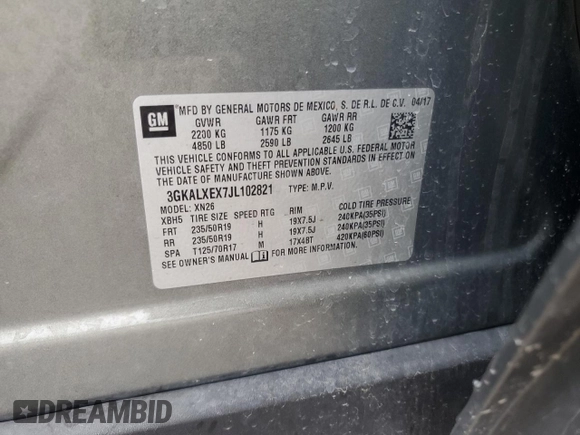 GM
MFD BY GENERAL MOTORS DE MEXICO, S. DE R.L. DE C.V. 04/17
GVWR GAWR FRT GAWR RR
2200 KG 1175 KG 1200 KG
4850 LB 2590 LB 2645 LB
THIS VEHICLE CONFORMS TO ALL APPLICABLE U.S. FEDERAL MOTOR
VEHICLE SAFETY AND THEFT PREVENTION STANDARDS IN EFFECT ON
THE DATE OF MANUFACTURE SHOWN ABOVE.
3GKALXEX7JL102821 TYPE: M.P.V.
MODEL: XN26
XBH5 TIRE SIZE SPEED RTG RIM COLD TIRE PRESSURE
FRT 235/50R19 H 19X7.5J 240KPA(35PSI)
RR 235/50R19 H 19X7.5J 240KPA(35PSI)
SPA T125/70R17 M 17X4BT 420KPA(60PSI)
SEE OWNER'S MANUAL FOR MORE INFORMATION.
DREAMBID